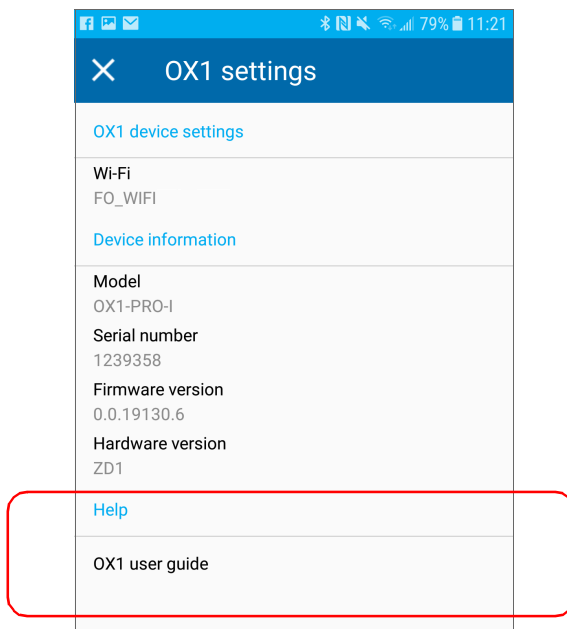 79% 11:21
OX1 settings
OX1 device settings
Wi-Fi
FO_WIFI
Device information
Model
OX1-PRO-I
Serial number
1239358
Firmware version
0.0.19130.6
Hardware version
ZD1
Help
OX1 user guide